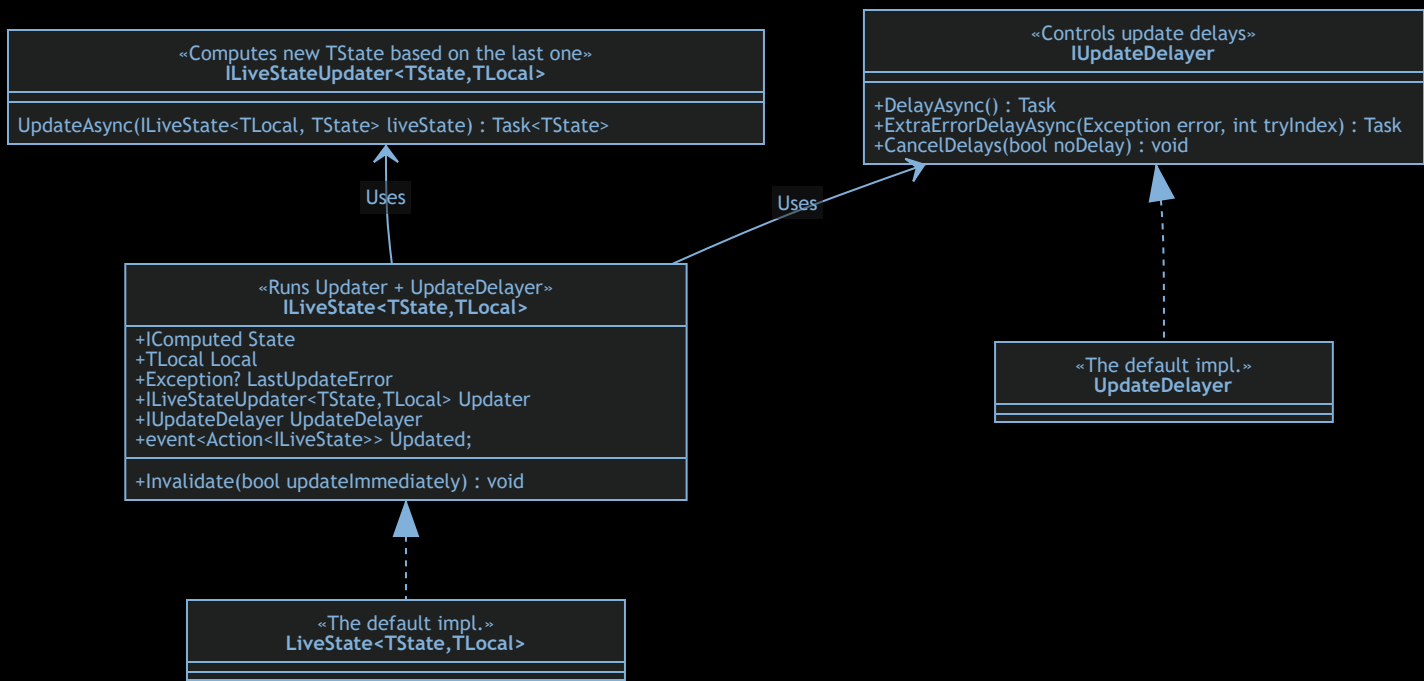 «Computes new TState based on the last one»
ILiveStateUpdater<TState,TLocal>
UpdateAsync(ILiveState<TLocal, TState> liveState) : Task<TState>
«Controls update delays»
IUpdateDelayer
+DelayAsync() : Task
+ExtraErrorDelayAsync(Exception error, int tryIndex) : Task
+CancelDelays(bool noDelay) : void
Uses
Uses
«Runs Updater + UpdateDelayer»
ILiveState<TState,TLocal>
+IComputed State
+TLocal Local
+Exception? LastUpdateError
+ILiveStateUpdater<TState,TLocal> Updater
+IUpdateDelayer UpdateDelayer
+event<Action<ILiveState>> Updated;
+Invalidate(bool updateImmediately) : void
«The default impl.»
UpdateDelayer
«The default impl.»
LiveState<TState,TLocal>